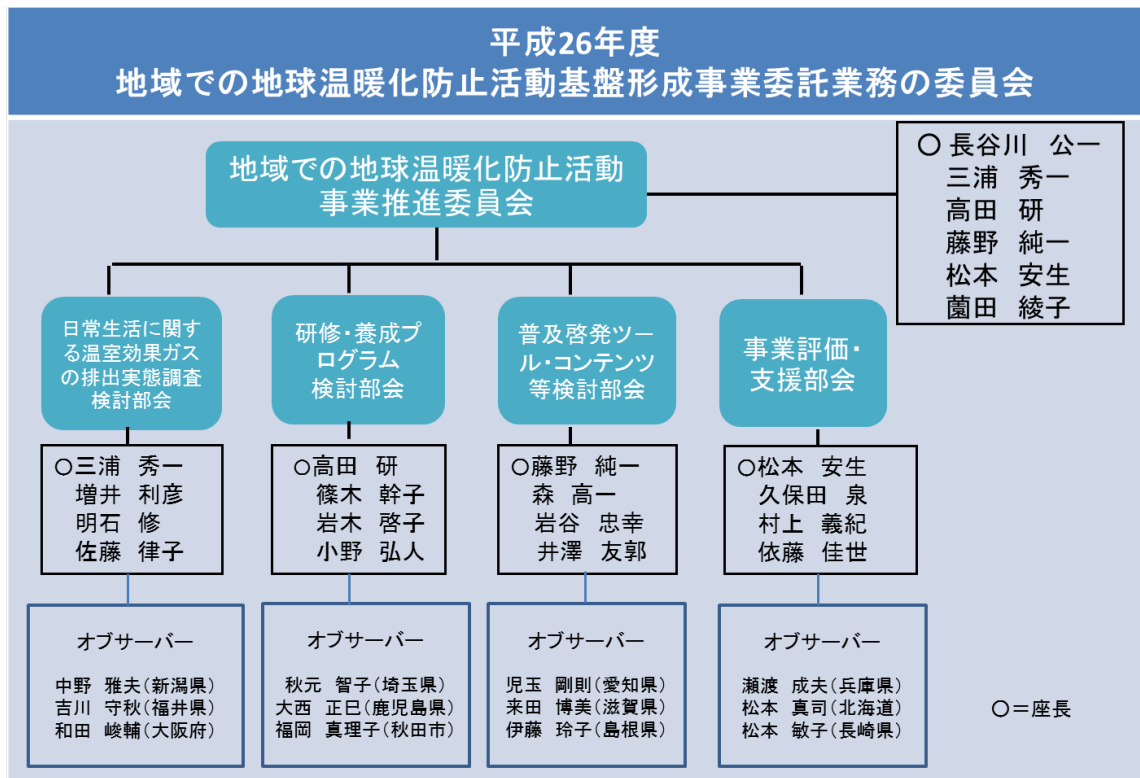 平成26年度
地域での地球温暖化防止活動基盤形成事業委託業務の委員会
地域での地球温暖化防止活動
事業推進委員会
○ 長谷川 公一
三浦 秀一
高田 研
藤野 純一
松本 安生
薗田 綾子
日常生活に関す
る温室効果ガス
の排出実態調査
検討部会
研修・養成プ
ログラム
検討部会
普及啓発ツー
ル・コンテンツ
等検討部会
事業評価・
支援部会
○三浦 秀一
増井 利彦
明石 修
佐藤 律子
○高田 研
篠木 幹子
岩木 啓子
小野 弘人
○藤野 純一
森 高一
岩谷 忠幸
井澤 友郭
○松本 安生
久保田 泉
村上 義紀
依藤 佳世
オブサーバー
中野 雅夫(新潟県)
吉川 守秋(福井県)
和田 峻輔(大阪府)
オブサーバー
秋元 智子(埼玉県)
大西 正巳(鹿児島県)
福岡 真理子(秋田市)
オブサーバー
児玉 剛則(愛知県)
来田 博美(滋賀県)
伊藤 玲子(島根県)
オブサーバー
瀬渡 成夫(兵庫県)
松本 真司(北海道)
松本 敏子(長崎県)
○=座長